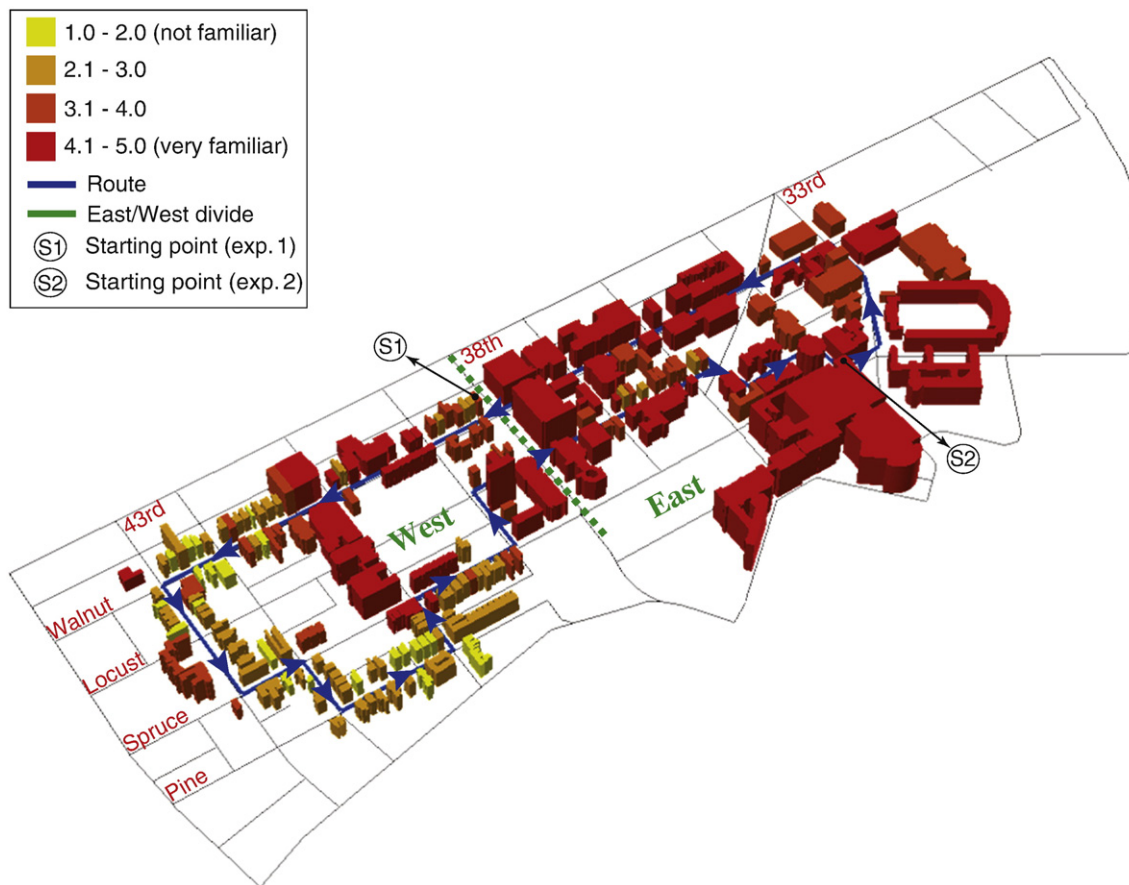 1.0 - 2.0 (not familiar)
2.1 - 3.0
3.1 - 4.0
4.1 - 5.0 (very familiar)
Route
East/West divide
S1 Starting point (exp. 1)
S2 Starting point (exp. 2)
33rd
S1
38th
S2
East
West
43rd
Walnut
Locust
Spruce
Pine